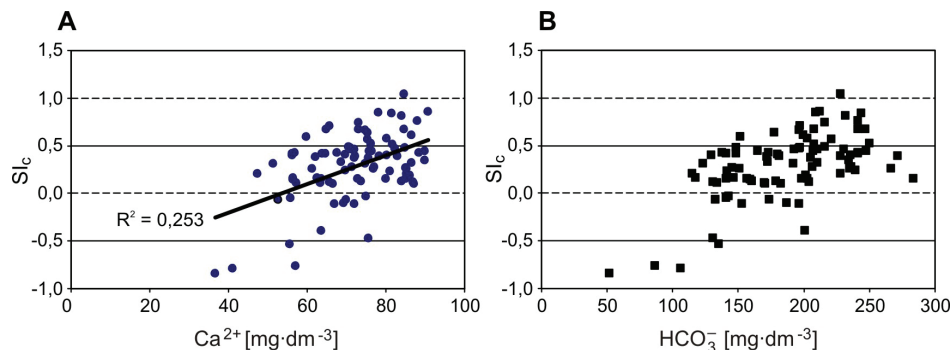 A
1,5
1,0
0,5
0,0
-0,5
-1,0
SIc
R² = 0,253
0 20 40 60 80 100
Ca²⁺ [mg·dm⁻³]
B
1,5
1,0
0,5
0,0
-0,5
-1,0
SIc
0 50 100 150 200 250 300
HCO₃⁻ [mg·dm⁻³]